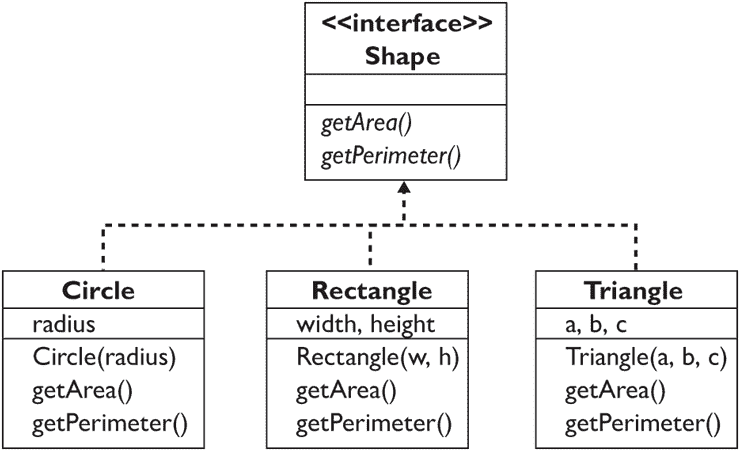 <<interface>>
Shape
getArea()
getPerimeter()
Circle
radius
Circle(radius)
getArea()
getPerimeter()
Rectangle
width, height
Rectangle(w, h)
getArea()
getPerimeter()
Triangle
a, b, c
Triangle(a, b, c)
getArea()
getPerimeter()